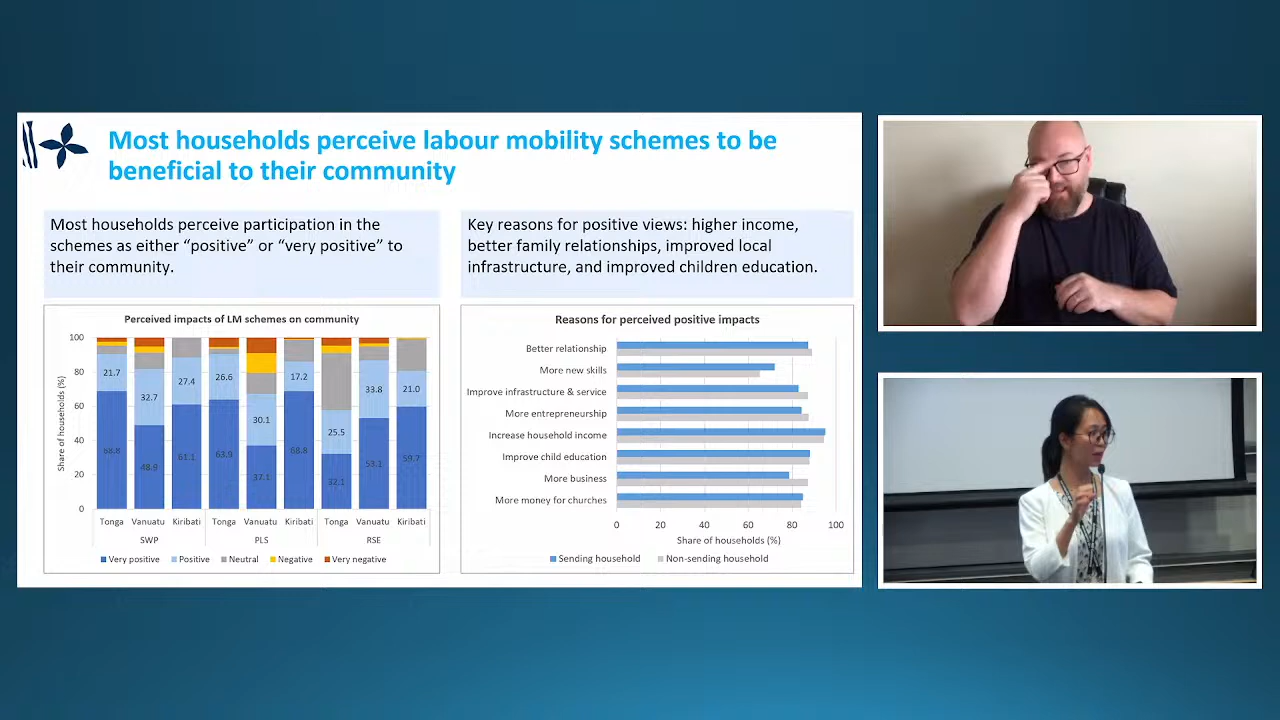 Most households perceive labour mobility schemes to be
beneficial to their community
Most households perceive participation in the
schemes as either “positive” or “very positive” to
their community.
Key reasons for positive views: higher income,
better family relationships, improved local
infrastructure, and improved children education.
Perceived impacts of LM schemes on community
Share of households (%)
100
80
60
40
20
0
21.7
32.7
27.4
26.6
30.1
17.2
25.5
33.8
21.0
68.8
48.9
61.1
63.9
37.1
68.8
32.1
53.1
59.7
Tonga Vanuatu Kiribati Tonga Vanuatu Kiribati Tonga Vanuatu Kiribati
SWP PLS RSE
Very positive Positive Neutral Negative Very negative
Reasons for perceived positive impacts
Better relationship
More new skills
Improve infrastructure & service
More entrepreneurship
Increase household income
Improve child education
More business
More money for churches
0 20 40 60 80 100
Share of households (%)
Sending household Non-sending household